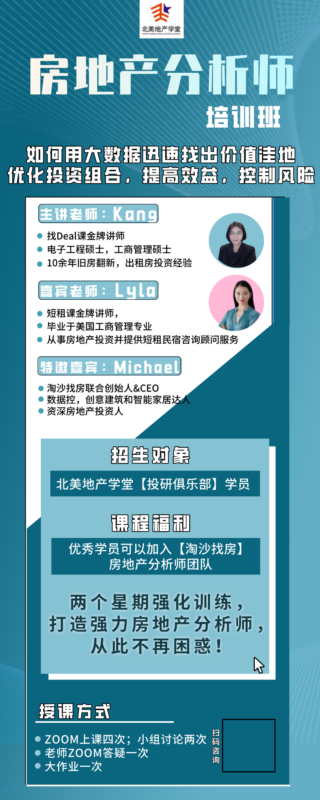 北美地产学堂
房地产分析师
培训班
如何用大数据迅速找出价值洼地
优化投资组合，提高效益，控制风险
主讲老师：Kang
找Deal课金牌讲师
电子工程硕士，工商管理硕士
10余年旧房翻新，出租房投资经验
嘉宾老师：Lyla
短租课金牌讲师，
毕业于美国工商管理专业
从事房地产投资并提供短租民宿咨询顾问服务
特邀嘉宾：Michael
淘沙找房联合创始人&CEO
数据控，创意建筑和智能家居达人
资深房地产投资人
招生对象
北美地产学堂【投研俱乐部】学员
课程福利
优秀学员可以加入【淘沙找房】
房地产分析师团队
两个星期强化训练，
打造强力房地产分析师，
从此不再困惑！
授课方式
ZOOM上课四次；小组讨论两次
老师ZOOM答疑一次
大作业一次
扫码咨询